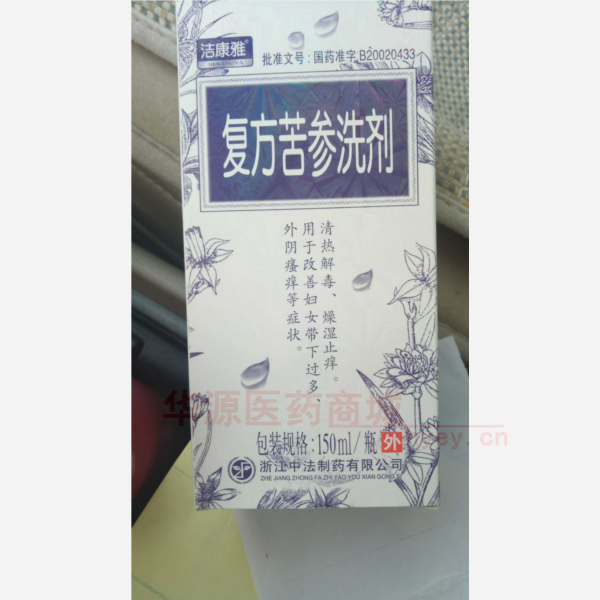 洁康雅®
批准文号：国药准字B20020433
复方苦参洗剂
清热解毒、燥湿止痒。
用于改善妇女带下过多、
外阴瘙痒等症状。
华源医药商城
ey.cn
包装规格：150ml/瓶 外
浙江中法制药有限公司
ZHE JIANG ZHONG FA ZHI YAO YOU XIAN GONG SI